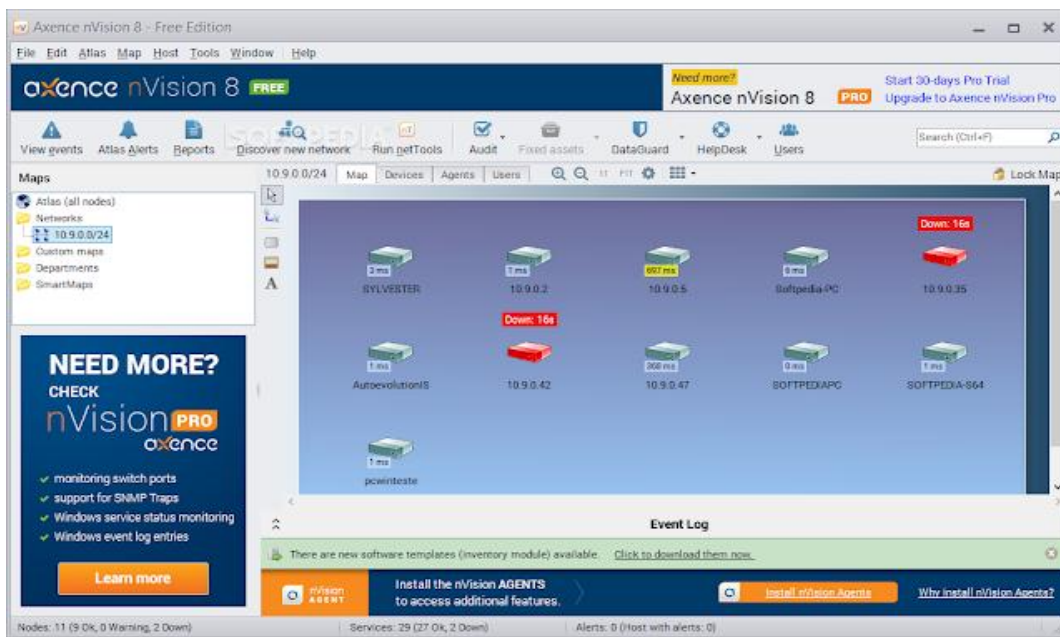 Axence nVision 8 - Free Edition
File Edit Atlas Map Host Tools Window Help
axence nVision 8 FREE
Need more?
Axence nVision 8 PRO
Start 30-days Pro Trial
Upgrade to Axence nVision Pro
View events Atlas Alerts Reports Discover new network Run netTools Audit Fixed assets DataGuard HelpDesk Users
Search (Ctrl+F)
SOFTPEDIA
Maps
10.9.0.0/24 Map Devices Agents Users
FIT
Lock Map
Atlas (all nodes)
Networks
10.9.0.0/24
Custom maps
Departments
SmartMaps
A
Down: 16s
1 ms
697 ms
SYLVESTER 10.9.0.2 10.9.0.5 Softpedia-PC 10.9.0.35
Down: 16s
1 ms 368 ms 0 ms 1 ms
AutoevolutionIS 10.9.0.42 10.9.0.47 SOFTPEDIAPC SOFTPEDIA-S64
1 ms
pcwinteste
NEED MORE?
CHECK
nVision PRO
axence
monitoring switch ports
support for SNMP Traps
Windows service status monitoring
Windows event log entries
Learn more
Event Log
There are new software templates (inventory module) available. Click to download them now.
nVision
AGENT
Install the nVision AGENTS
to access additional features.
Install nVision Agents
Why install nVision Agents?
Nodes: 11 (9 Ok, 0 Warning, 2 Down) Services: 29 (27 Ok, 2 Down) Alerts: 0 (Host with alerts: 0)